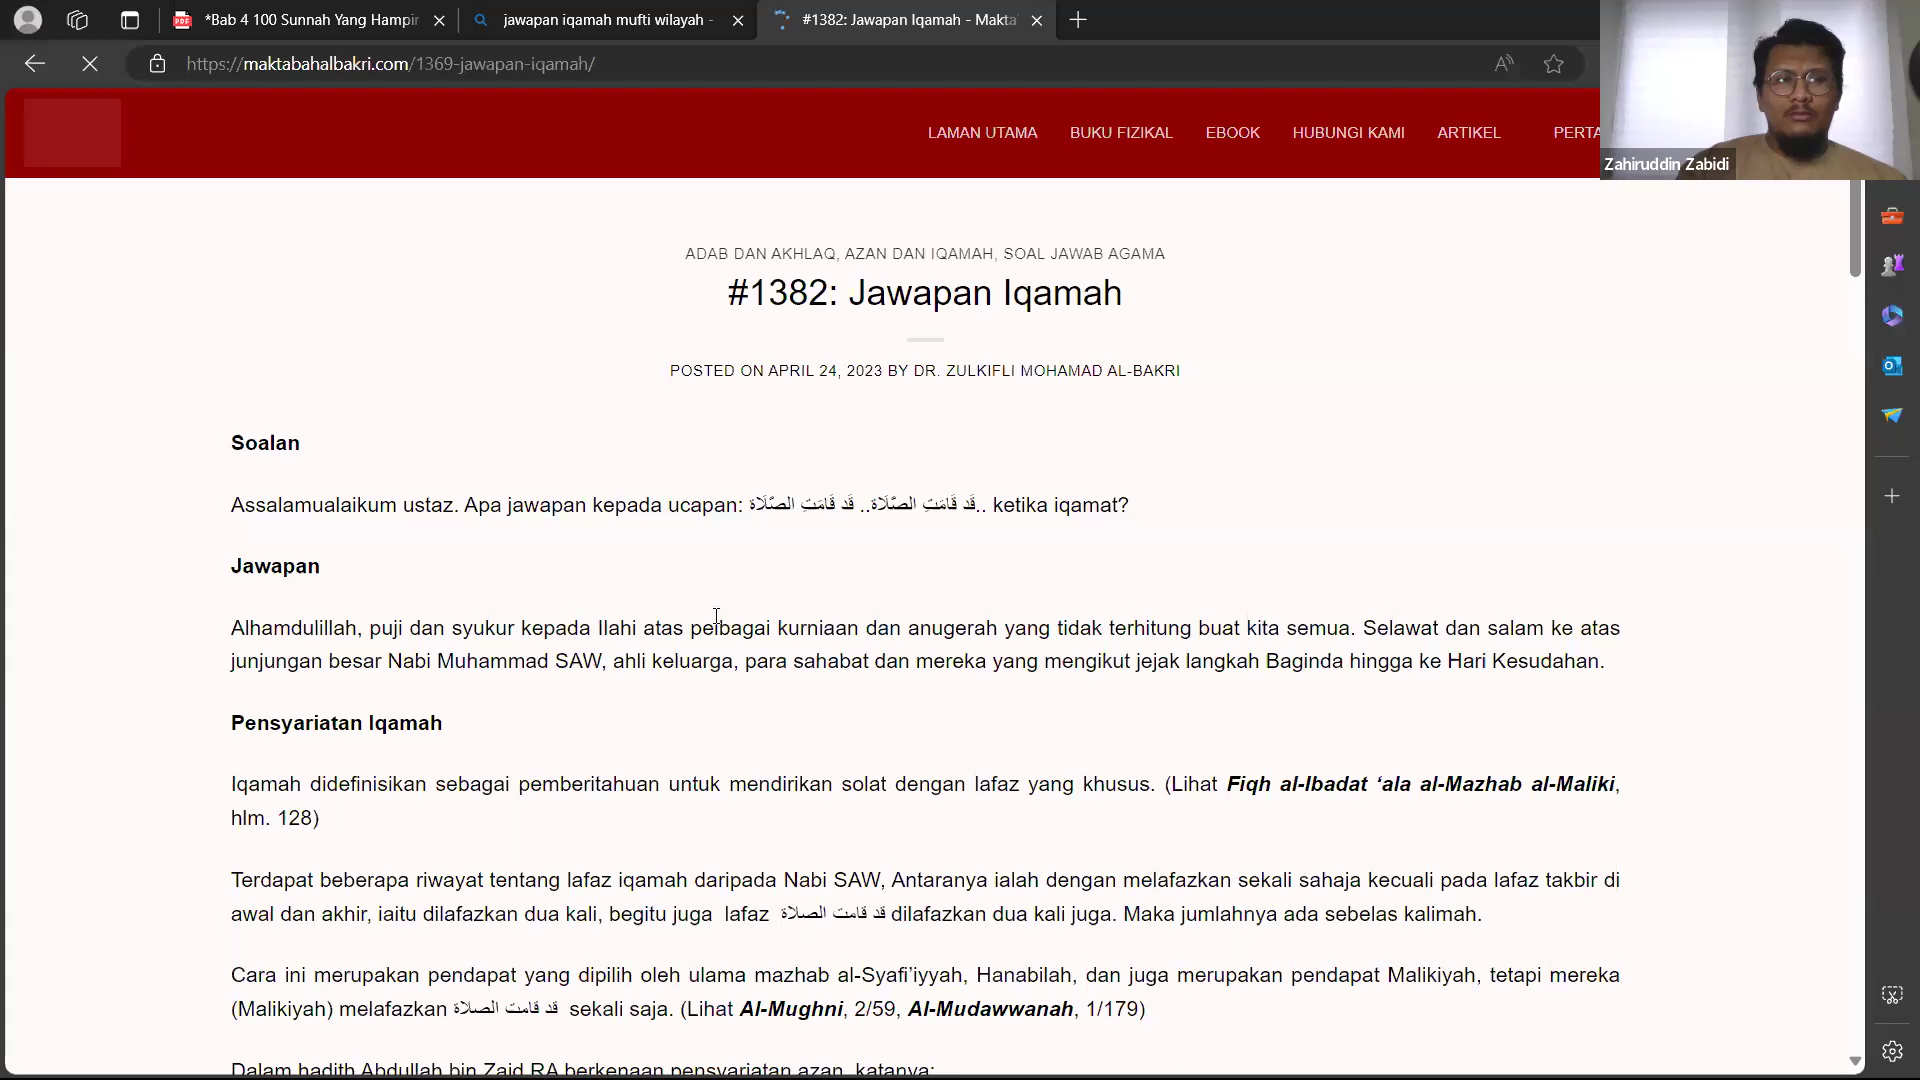 *Bab 4 100 Sunnah Yang Hampir
jawapan iqamah mufti wilayah -
#1382: Jawapan Iqamah - Makta
https://maktabahalbakri.com/1369-jawapan-iqamah/
LAMAN UTAMA BUKU FIZIKAL EBOOK HUBUNGI KAMI ARTIKEL PERTA
Zahiruddin Zabidi
ADAB DAN AKHLAQ, AZAN DAN IQAMAH, SOAL JAWAB AGAMA
#1382: Jawapan Iqamah
POSTED ON APRIL 24, 2023 BY DR. ZULKIFLI MOHAMAD AL-BAKRI
Soalan
Assalamualaikum ustaz. Apa jawapan kepada ucapan: قَد قَامَتِ الصَّلَاة.. قَد قَامَتِ الصَّلَاة.. ketika iqamat?
Jawapan
Alhamdulillah, puji dan syukur kepada Ilahi atas pelbagai kurniaan dan anugerah yang tidak terhitung buat kita semua. Selawat dan salam ke atas
junjungan besar Nabi Muhammad SAW, ahli keluarga, para sahabat dan mereka yang mengikut jejak langkah Baginda hingga ke Hari Kesudahan.
Pensyariatan Iqamah
Iqamah didefinisikan sebagai pemberitahuan untuk mendirikan solat dengan lafaz yang khusus. (Lihat Fiqh al-Ibadat ‘ala al-Mazhab al-Maliki,
hlm. 128)
Terdapat beberapa riwayat tentang lafaz iqamah daripada Nabi SAW, Antaranya ialah dengan melafazkan sekali sahaja kecuali pada lafaz takbir di
awal dan akhir, iaitu dilafazkan dua kali, begitu juga lafaz قد قامت الصلاة dilafazkan dua kali juga. Maka jumlahnya ada sebelas kalimah.
Cara ini merupakan pendapat yang dipilih oleh ulama mazhab al-Syafi’iyyah, Hanabilah, dan juga merupakan pendapat Malikiyah, tetapi mereka
(Malikiyah) melafazkan قد قامت الصلاة sekali saja. (Lihat Al-Mughni, 2/59, Al-Mudawwanah, 1/179)
Dalam hadith Abdullah bin Zaid RA berkenaan pensyariatan azan, katanya: